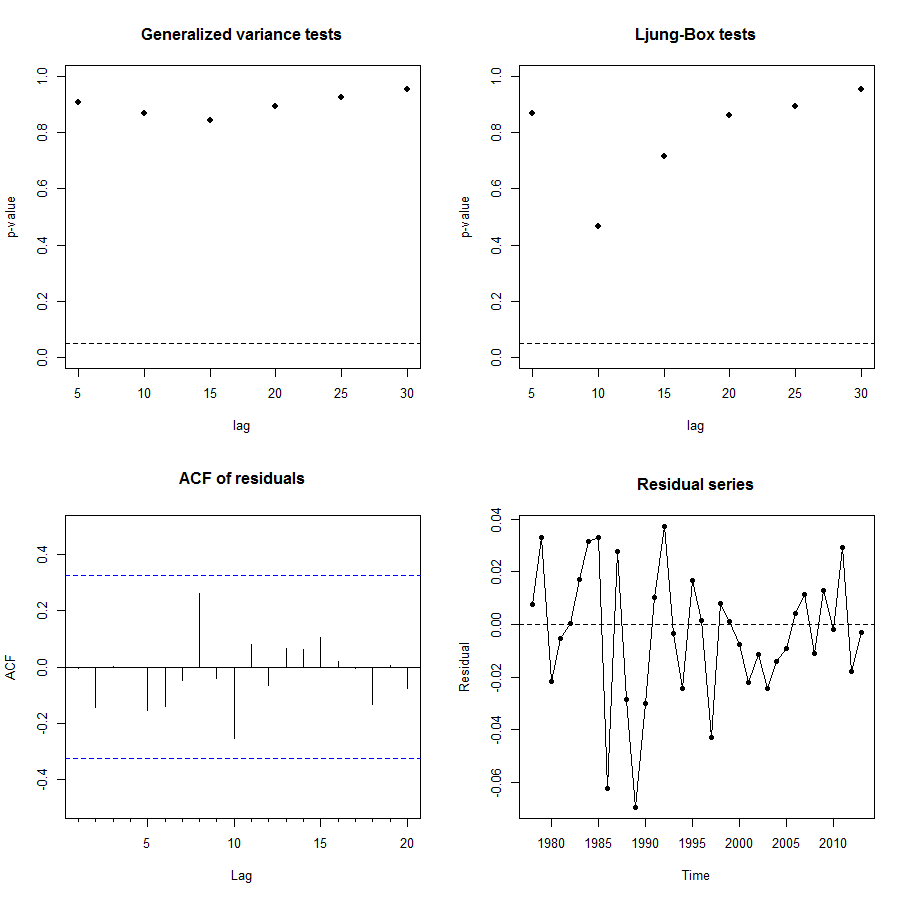 Generalized variance tests
p-value
1.0
0.8
0.6
0.4
0.2
0.0
5 10 15 20 25 30
lag
Ljung-Box tests
p-value
1.0
0.8
0.6
0.4
0.2
0.0
5 10 15 20 25 30
lag
ACF of residuals
ACF
0.4
0.2
0.0
-0.2
-0.4
5 10 15 20
Lag
Residual series
Residual
0.04
0.02
0.00
-0.02
-0.04
-0.06
1980 1985 1990 1995 2000 2005 2010
Time